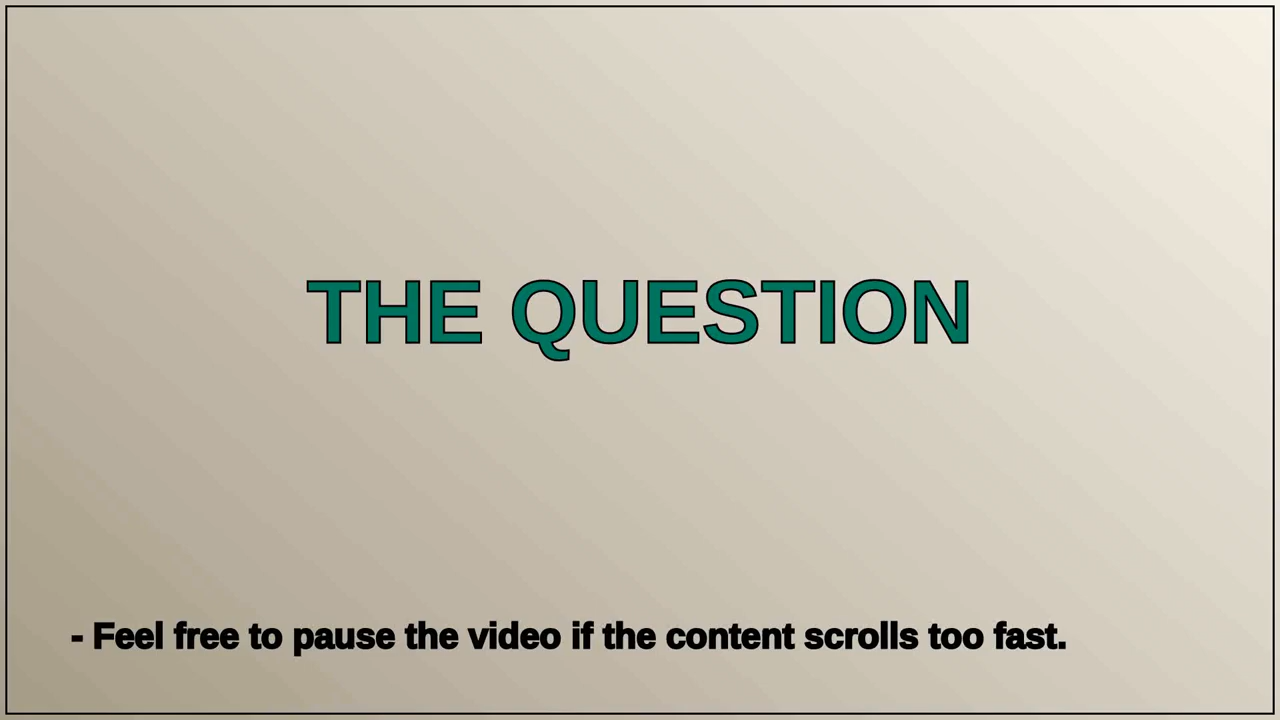 THE QUESTION
- Feel free to pause the video if the content scrolls too fast.